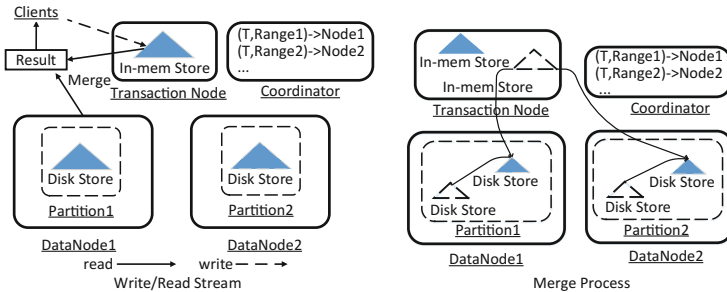 Clients
Result
Merge
In-mem Store
Transaction Node
(T,Range1)->Node1
(T,Range2)->Node2
...
Coordinator
Disk Store
Partition1
DataNode1
Disk Store
Partition2
DataNode2
read
write
Write/Read Stream
In-mem Store
In-mem Store
Transaction Node
(T,Range1)->Node1
(T,Range2)->Node2
...
Coordinator
Disk Store
Disk Store
Partition1
DataNode1
Disk Store
Disk Store
Partition2
DataNode2
Merge Process